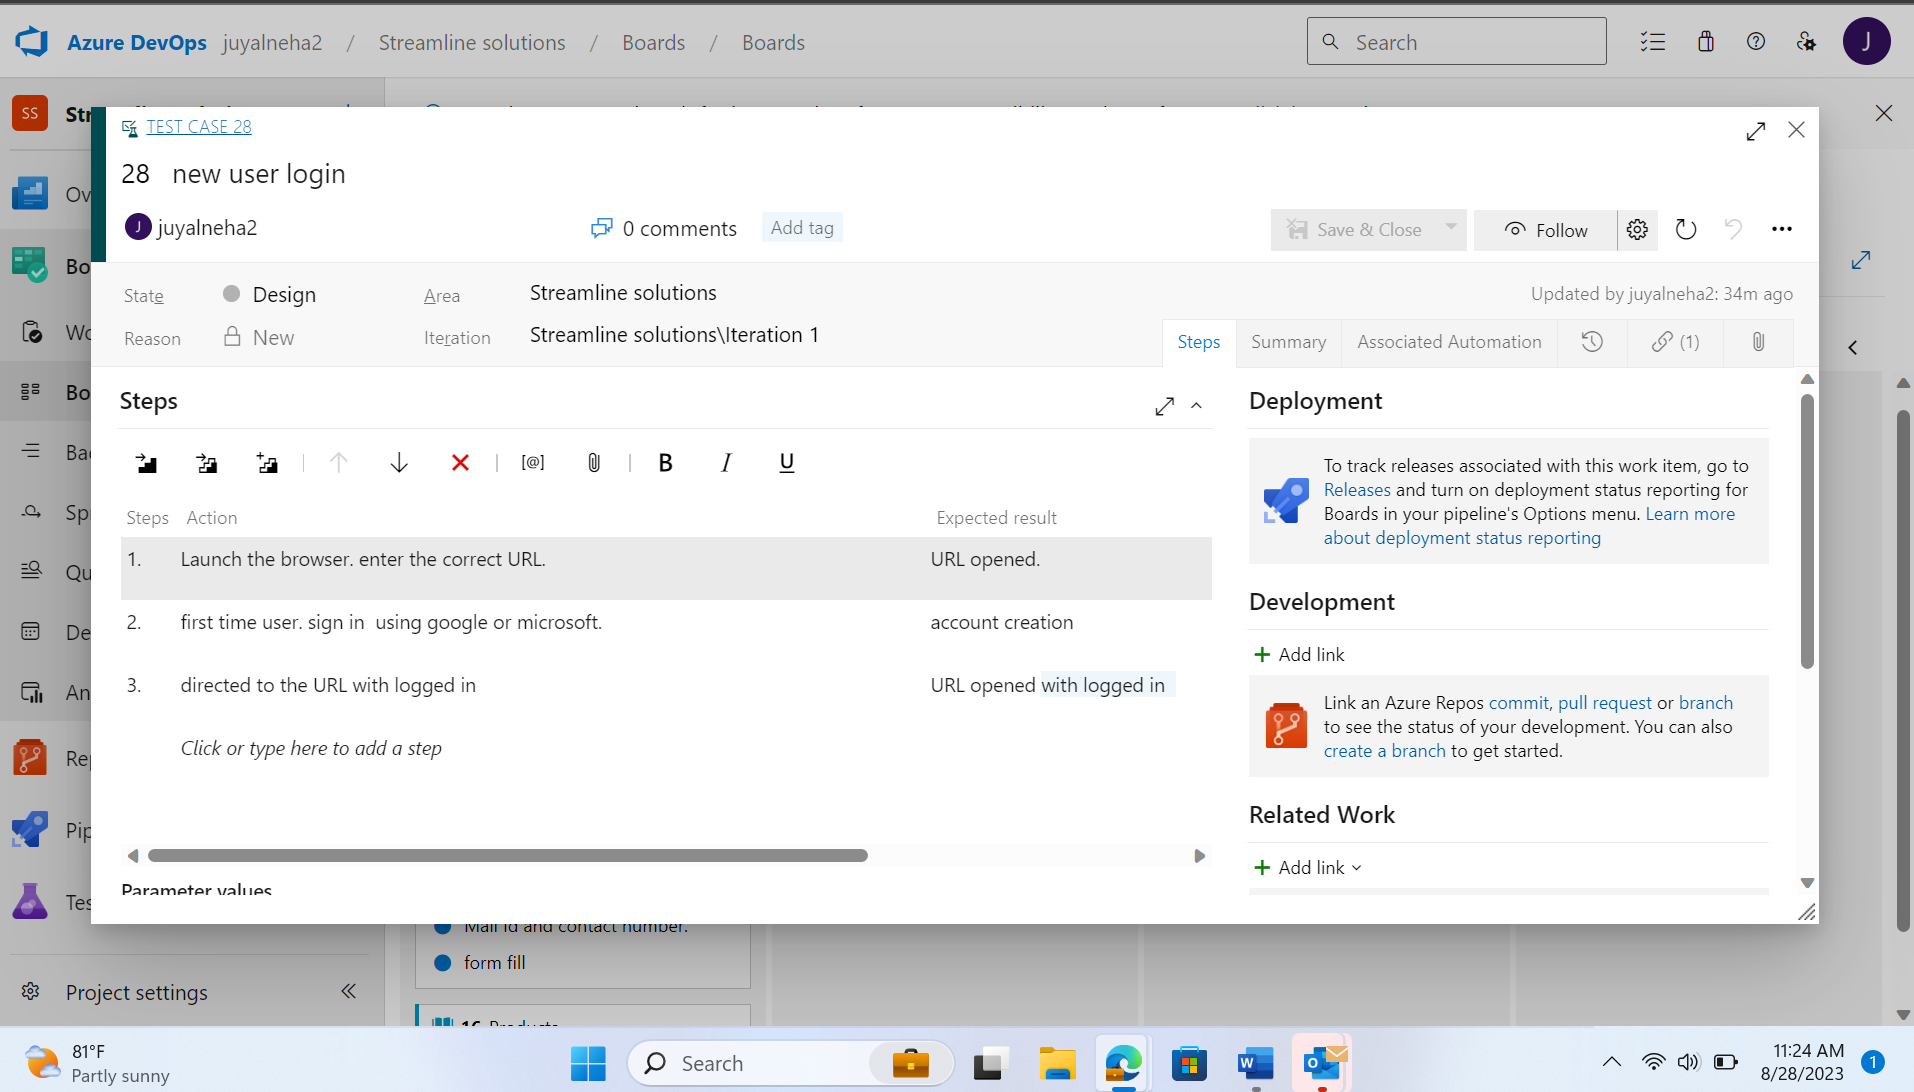 Azure DevOps juyalneha2 / Streamline solutions / Boards / Boards
Search
J
SS
TEST CASE 28
28 new user login
J juyalneha2
0 comments
Add tag
Save & Close
Follow
State Design
Area Streamline solutions
Updated by juyalneha2: 34m ago
Reason New
Iteration Streamline solutions\Iteration 1
Steps Summary Associated Automation (1)
Steps
[@] B I U
Steps Action Expected result
1. Launch the browser. enter the correct URL. URL opened.
2. first time user. sign in using google or microsoft. account creation
3. directed to the URL with logged in URL opened with logged in
Click or type here to add a step
Parameter values
Deployment
To track releases associated with this work item, go to
Releases and turn on deployment status reporting for
Boards in your pipeline's Options menu. Learn more
about deployment status reporting
Development
Add link
Link an Azure Repos commit, pull request or branch
to see the status of your development. You can also
create a branch to get started.
Related Work
Add link
Mail Id and contact number.
form fill
16 Products
Project settings
81°F
Partly sunny
Search
11:24 AM
8/28/2023
1